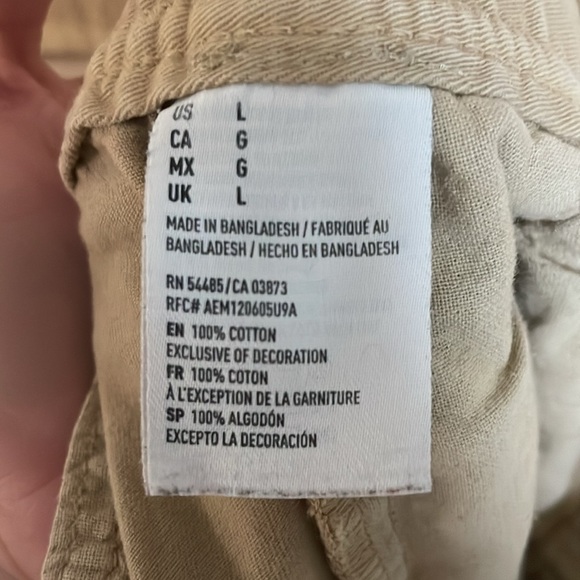 US L
CA G
MX G
UK L
MADE IN BANGLADESH / FABRIQUÉ AU
BANGLADESH / HECHO EN BANGLADESH
RN 54485/CA 03873
RFC# AEM120605U9A
EN 100% COTTON
EXCLUSIVE OF DECORATION
FR 100% COTON
À L'EXCEPTION DE LA GARNITURE
SP 100% ALGODÓN
EXCEPTO LA DECORACIÓN